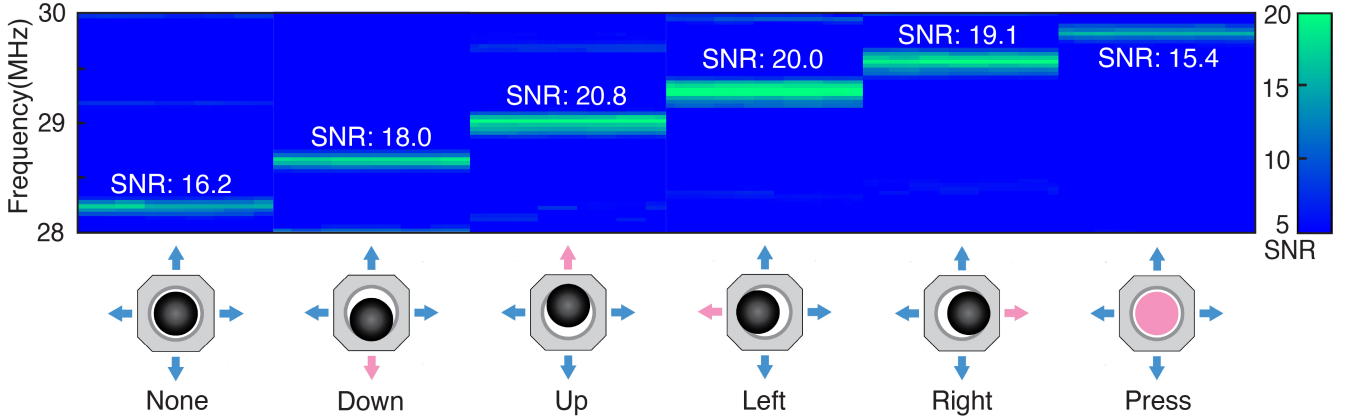 Frequency(MHz)
30
29
28
SNR: 16.2
SNR: 18.0
SNR: 20.8
SNR: 20.0
SNR: 19.1
SNR: 15.4
20
15
10
5
SNR
None
Down
Up
Left
Right
Press